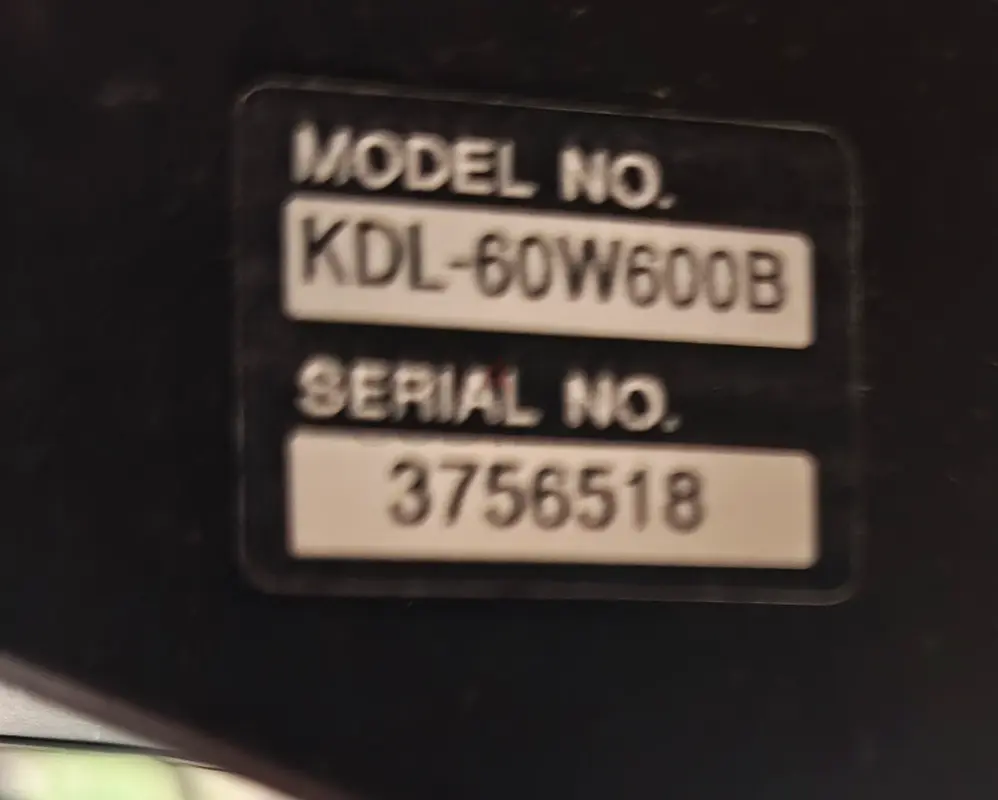 MODEL NO.
KDL-60W600B
SERIAL NO.
3756518